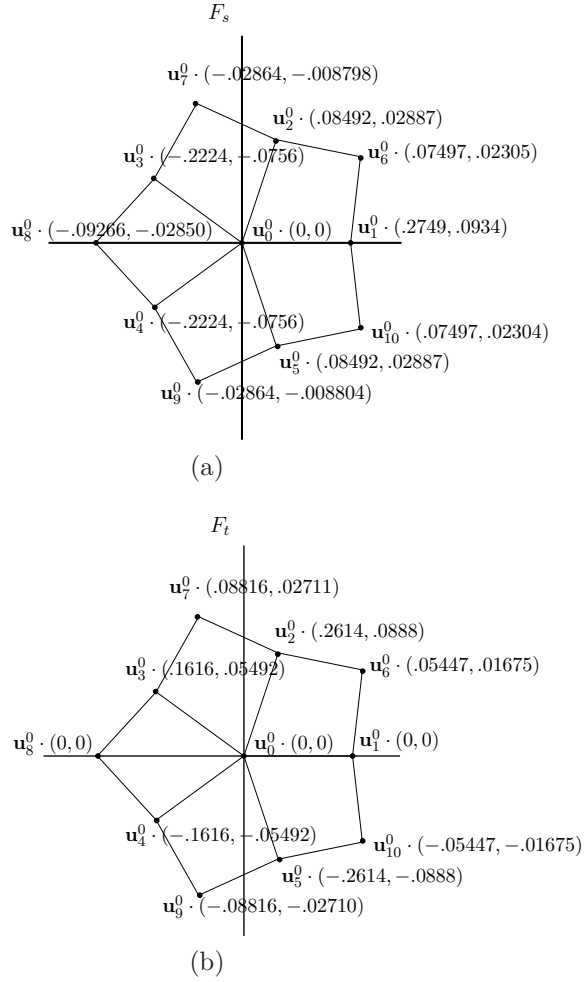 F_s
u_7^0 · (−.02864, −.008798)
u_2^0 · (.08492, .02887)
u_3^0 · (−.2224, −.0756)
u_6^0 · (.07497, .02305)
u_8^0 · (−.09266, −.02850)
u_0^0 · (0, 0)
u_1^0 · (.2749, .0934)
u_4^0 · (−.2224, −.0756)
u_10^0 · (.07497, .02304)
u_5^0 · (.08492, .02887)
u_9^0 · (−.02864, −.008804)
(a)
F_t
u_7^0 · (.08816, .02711)
u_2^0 · (.2614, .0888)
u_3^0 · (.1616, .05492)
u_6^0 · (.05447, .01675)
u_8^0 · (0, 0)
u_0^0 · (0, 0)
u_1^0 · (0, 0)
u_4^0 · (−.1616, −.05492)
u_10^0 · (−.05447, −.01675)
u_5^0 · (−.2614, −.0888)
u_9^0 · (−.08816, −.02710)
(b)